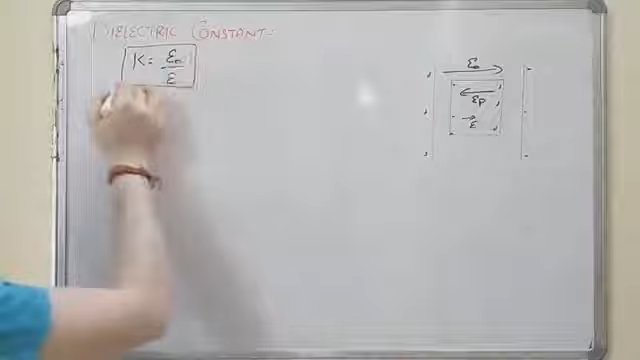 DIELECTRIC CONSTANT:
K = E₀
E
E₀
Ep
E